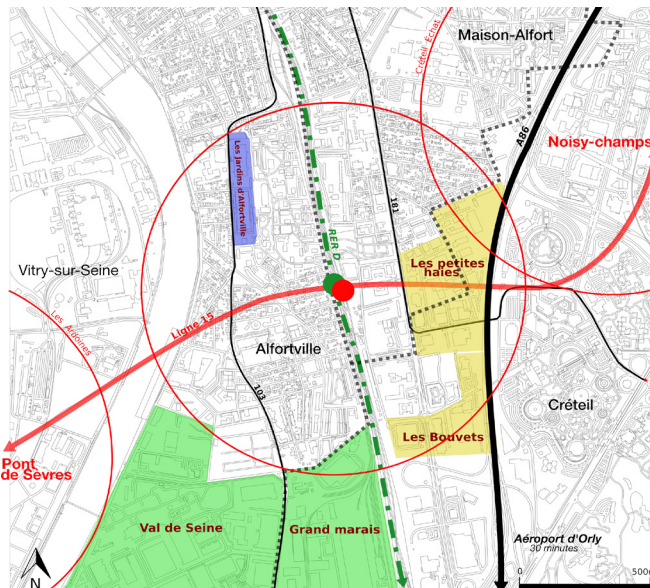 Maison-Alfort
Créteil Echat
A86
Noisy-champs
Les Jardins d'Alfortville
181
RER D
Les petites
haies
Vitry-sur-Seine
Les Ardoines
Ligne 15
Alfortville
103
Créteil
Les Bouvets
Pont
de Sèvres
Val de Seine
Grand marais
Aéroport d'Orly
30 minutes
N
0
500